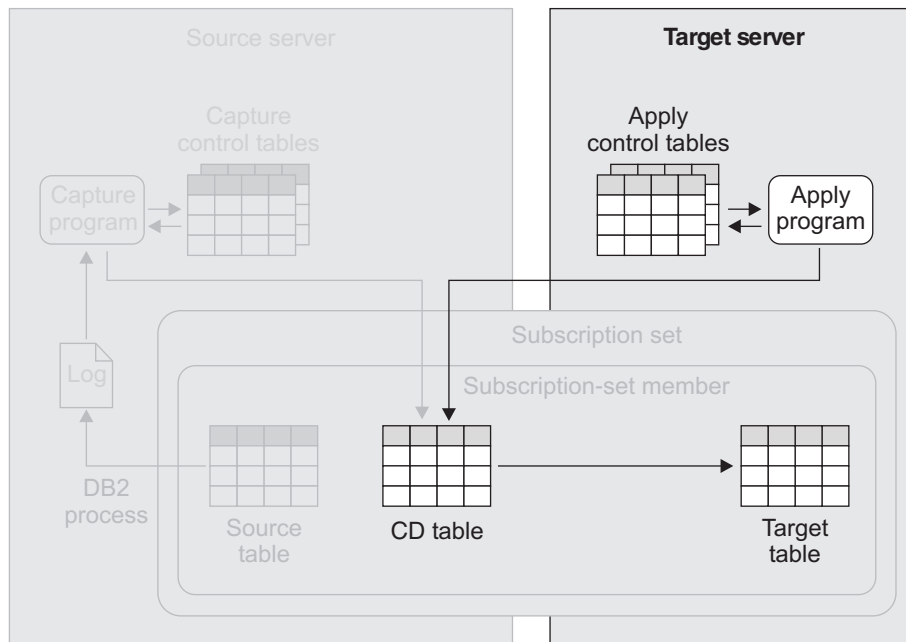 Source server
Target server
Capture
control tables
Apply
control tables
Capture
program
Apply
program
Subscription set
Log
Subscription-set member
DB2
process
Source
table
CD table
Target
table